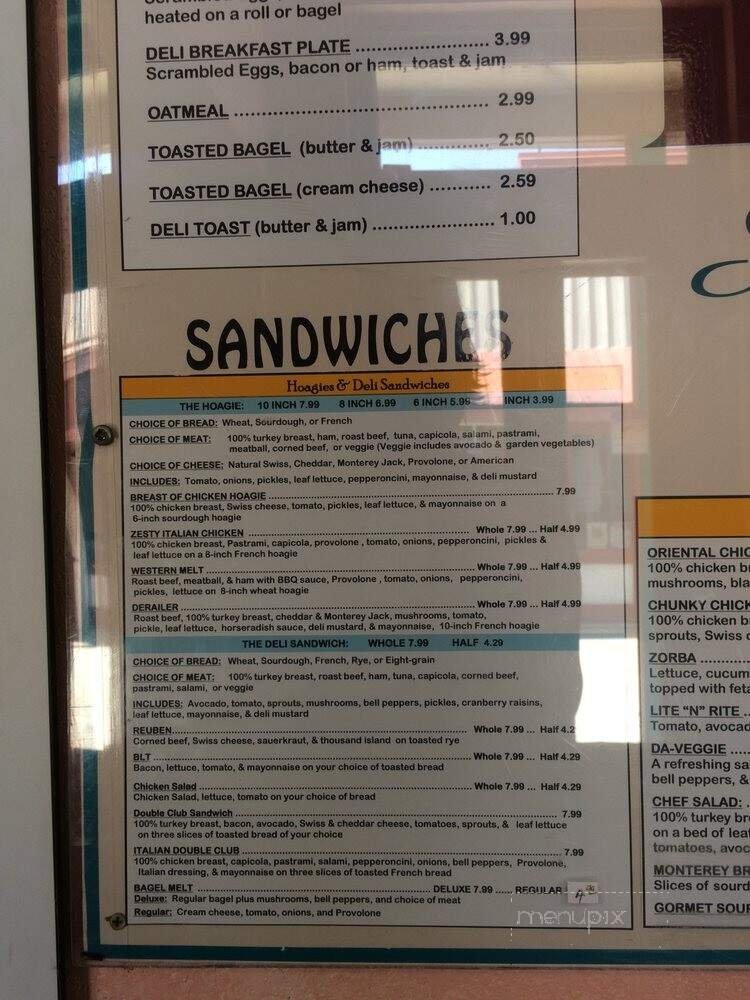 heated on a roll or bagel
DELI BREAKFAST PLATE ........................ 3.99
Scrambled Eggs, bacon or ham, toast & jam
OATMEAL ................................................ 2.99
TOASTED BAGEL (butter & jam) ............. 2.50
TOASTED BAGEL (cream cheese) ........... 2.59
DELI TOAST (butter & jam) ...................... 1.00
SANDWICHES
Hoagies & Deli Sandwiches
THE HOAGIE: 10 INCH 7.99 8 INCH 6.99 6 INCH 5.99 INCH 3.99
CHOICE OF BREAD: Wheat, Sourdough, or French
CHOICE OF MEAT: 100% turkey breast, ham, roast beef, tuna, capicola, salami, pastrami,
meatball, corned beef, or veggie (Veggie includes avocado & garden vegetables)
CHOICE OF CHEESE: Natural Swiss, Cheddar, Monterey Jack, Provolone, or American
INCLUDES: Tomato, onions, pickles, leaf lettuce, pepperoncini, mayonnaise, & deli mustard
BREAST OF CHICKEN HOAGIE ........................................ 7.99
100% chicken breast, Swiss cheese, tomato, pickles, leaf lettuce, & mayonnaise on a
6-inch sourdough hoagie
ZESTY ITALIAN CHICKEN ........................................ Whole 7.99 ... Half 4.99
100% chicken breast, Pastrami, capicola, provolone , tomato, onions, pepperoncini, pickles &
leaf lettuce on a 8-inch French hoagie
WESTERN MELT ........................................ Whole 7.99 ... Half 4.99
Roast beef, meatball, & ham with BBQ sauce, Provolone , tomato, onions, pepperoncini,
pickles, lettuce on 8-inch wheat hoagie
DERAILER ........................................ Whole 7.99 ... Half 4.99
Roast beef, 100% turkey breast, cheddar & Monterey Jack, mushrooms, tomato,
pickle, leaf lettuce, horseradish sauce, deli mustard, & mayonnaise, 10-inch French hoagie
THE DELI SANDWICH: WHOLE 7.99 HALF 4.29
CHOICE OF BREAD: Wheat, Sourdough, French, Rye, or Eight-grain
CHOICE OF MEAT: 100% turkey breast, roast beef, ham, tuna, capicola, corned beef,
pastrami, salami, or veggie
INCLUDES: Avocado, tomato, sprouts, mushrooms, bell peppers, pickles, cranberry raisins,
leaf lettuce, mayonnaise, & deli mustard
REUBEN ........................................ Whole 7.99 ... Half 4.2
Corned beef, Swiss cheese, sauerkraut, & thousand island on toasted rye
BLT ........................................ Whole 7.99 ... Half 4.29
Bacon, lettuce, tomato, & mayonnaise on your choice of toasted bread
Chicken Salad ........................................ Whole 7.99 ... Half 4.29
Chicken Salad, lettuce, tomato on your choice of bread
Double Club Sandwich ........................................ 7.99
100% turkey breast, bacon, avocado, Swiss & cheddar cheese, tomatoes, sprouts, & leaf lettuce
on three slices of toasted bread of your choice
ITALIAN DOUBLE CLUB ........................................ 7.99
100% chicken breast, capicola, pastrami, salami, pepperoncini, onions, bell peppers, Provolone,
Italian dressing, & mayonnaise on three slices of toasted French bread
BAGEL MELT ........................................ DELUXE 7.99 ..... REGULAR
Deluxe: Regular bagel plus mushrooms, bell peppers, and choice of meat
Regular: Cream cheese, tomato, onions, and Provolone
ORIENTAL CHIC
100% chicken br
mushrooms, bla
CHUNKY CHICK
100% chicken b
sprouts, Swiss c
ZORBA ...........
Lettuce, cucum
topped with feta
LITE "N" RITE ..
Tomato, avocad
DA-VEGGIE .....
A refreshing sa
bell peppers, &
CHEF SALAD: .
100% turkey bre
on a bed of leaf
tomatoes, avoc
MONTEREY BR
Slices of sourd
GORMET SOUP
menupix